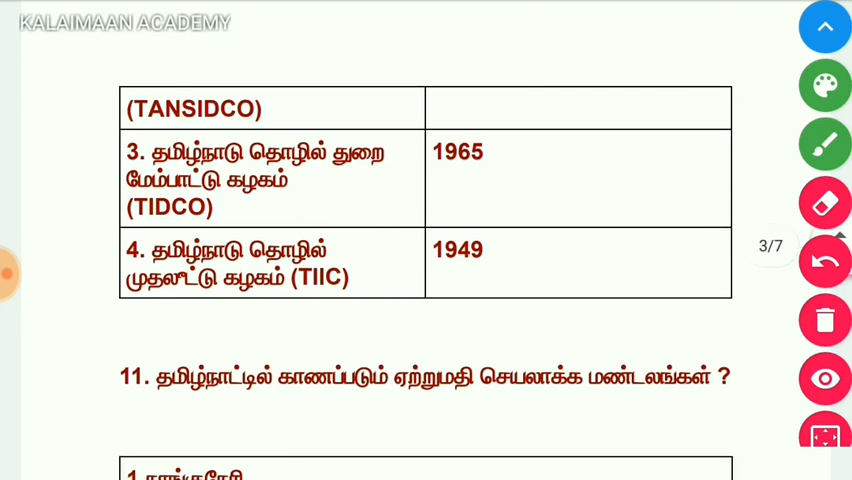 KALAIMAAN ACADEMY
(TANSIDCO)
3. தமிழ்நாடு தொழில் துறை 1965
மேம்பாட்டு கழகம்
(TIDCO)
4. தமிழ்நாடு தொழில் 1949
முதலீட்டு கழகம் (TIIC)
3/7
11. தமிழ்நாட்டில் காணப்படும் ஏற்றுமதி செயலாக்க மண்டலங்கள் ?